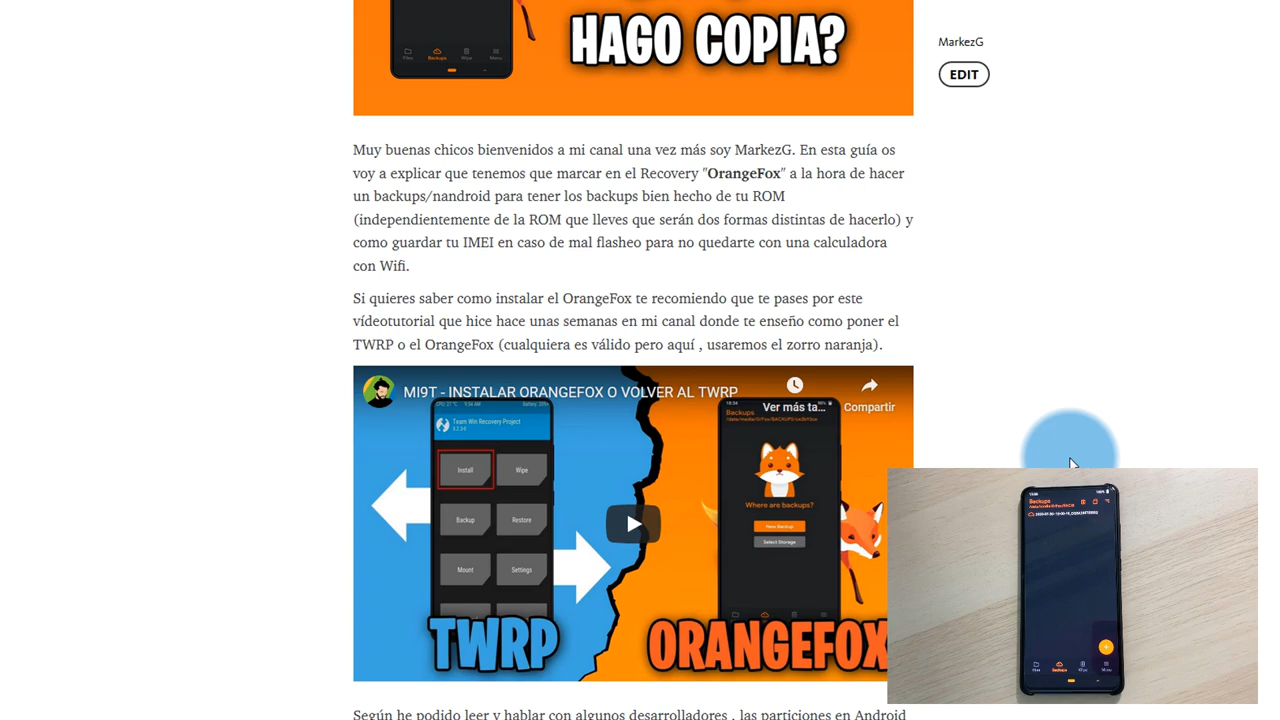 HAGO COPIA?
Files Backups Wipe Menu
MarkezG
EDIT
Muy buenas chicos bienvenidos a mi canal una vez más soy MarkezG. En esta guía os
voy a explicar que tenemos que marcar en el Recovery "OrangeFox" a la hora de hacer
un backups/nandroid para tener los backups bien hecho de tu ROM
(independientemente de la ROM que lleves que serán dos formas distintas de hacerlo) y
como guardar tu IMEI en caso de mal flasheo para no quedarte con una calculadora
con Wifi.
Si quieres saber como instalar el OrangeFox te recomiendo que te pases por este
vídeotutorial que hice hace unas semanas en mi canal donde te enseño como poner el
TWRP o el OrangeFox (cualquiera es válido pero aquí , usaremos el zorro naranja).
MI9T - INSTALAR ORANGEFOX O VOLVER AL TWRP
Ver más ta...
Compartir
Team Win Recovery Project
Install
Wipe
Backup
Restore
Mount
Settings
Backups
Where are backups?
New Backup
Select Storage
TWRP
ORANGEFOX
Backups
Files Backups Wipe Menu
Según he podido leer y hablar con algunos desarrolladores , las particiones en Android